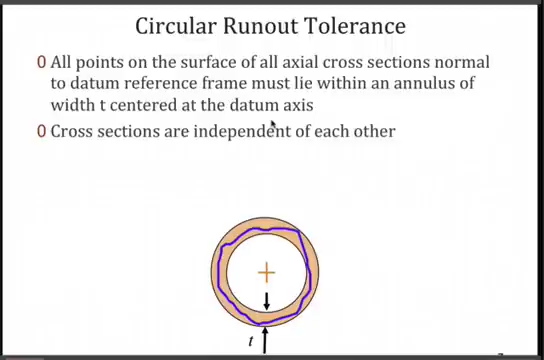 Circular Runout Tolerance
0 All points on the surface of all axial cross sections normal
to datum reference frame must lie within an annulus of
width t centered at the datum axis
0 Cross sections are independent of each other
t